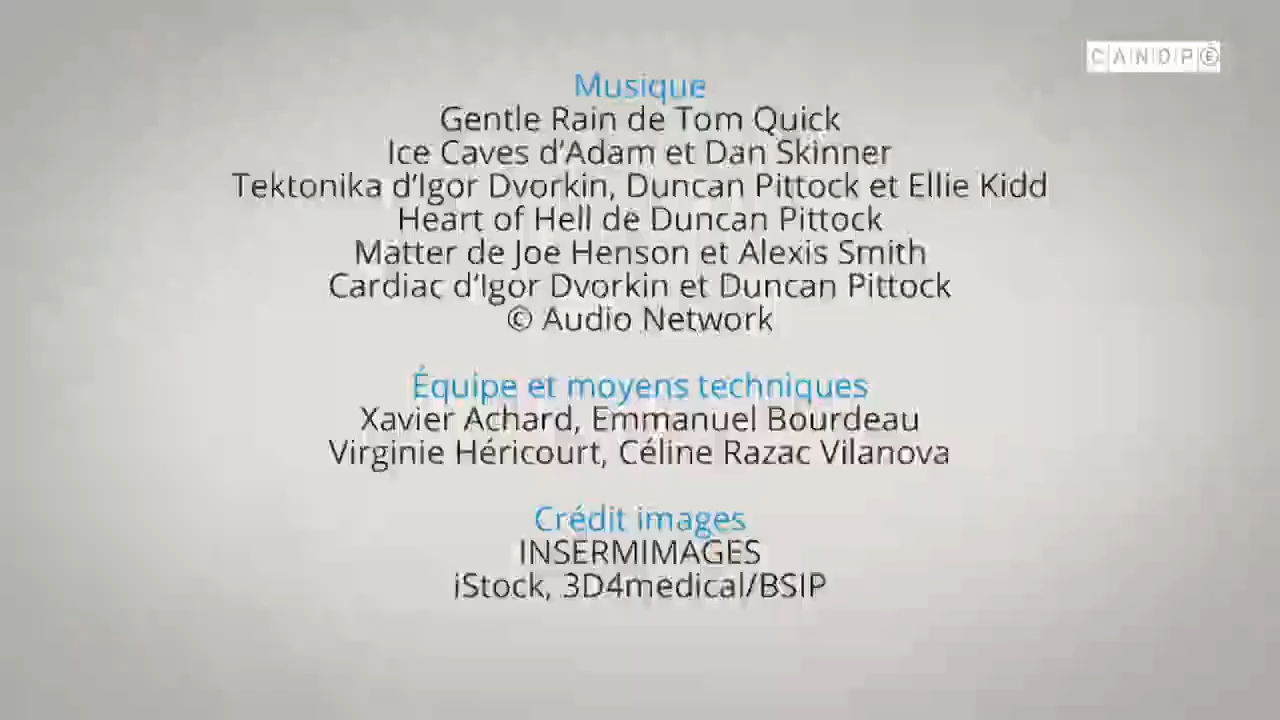 CANOPÉ
Musique
Gentle Rain de Tom Quick
Ice Caves d'Adam et Dan Skinner
Tektonika d'Igor Dvorkin, Duncan Pittock et Ellie Kidd
Heart of Hell de Duncan Pittock
Matter de Joe Henson et Alexis Smith
Cardiac d'Igor Dvorkin et Duncan Pittock
© Audio Network
Équipe et moyens techniques
Xavier Achard, Emmanuel Bourdeau
Virginie Héricourt, Céline Razac Vilanova
Crédit images
INSERMIMAGES
iStock, 3D4medical/BSIP